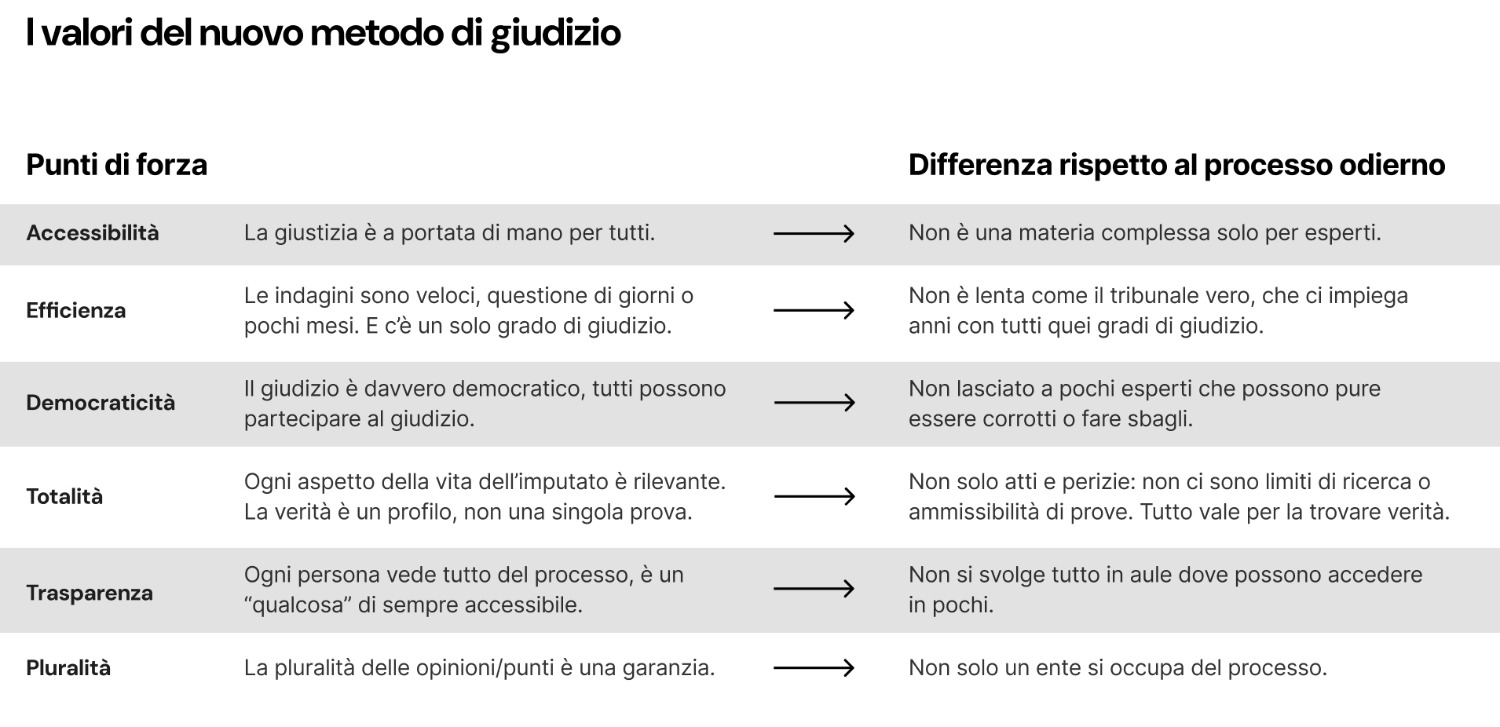 I valori del nuovo metodo di giudizio
Punti di forza
Differenza rispetto al processo odierno
Accessibilità
La giustizia è a portata di mano per tutti.
Non è una materia complessa solo per esperti.
Efficienza
Le indagini sono veloci, questione di giorni o
pochi mesi. E c’è un solo grado di giudizio.
Non è lenta come il tribunale vero, che ci impiega
anni con tutti quei gradi di giudizio.
Democraticità
Il giudizio è davvero democratico, tutti possono
partecipare al giudizio.
Non lasciato a pochi esperti che possono pure
essere corrotti o fare sbagli.
Totalità
Ogni aspetto della vita dell’imputato è rilevante.
La verità è un profilo, non una singola prova.
Non solo atti e perizie: non ci sono limiti di ricerca o
ammissibilità di prove. Tutto vale per la trovare verità.
Trasparenza
Ogni persona vede tutto del processo, è un
“qualcosa” di sempre accessibile.
Non si svolge tutto in aule dove possono accedere
in pochi.
Pluralità
La pluralità delle opinioni/punti è una garanzia.
Non solo un ente si occupa del processo.